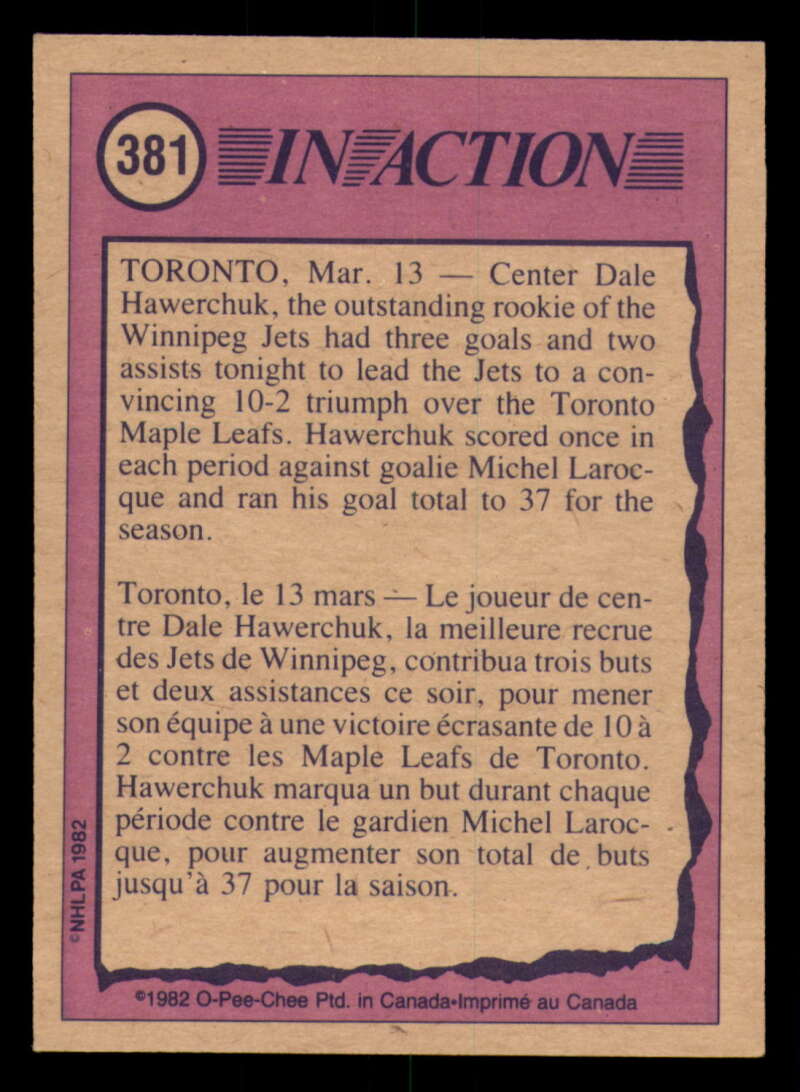 381 IN ACTION
TORONTO, Mar. 13 — Center Dale
Hawerchuk, the outstanding rookie of the
Winnipeg Jets had three goals and two
assists tonight to lead the Jets to a con-
vincing 10-2 triumph over the Toronto
Maple Leafs. Hawerchuk scored once in
each period against goalie Michel Laroc-
que and ran his goal total to 37 for the
season.
Toronto, le 13 mars — Le joueur de cen-
tre Dale Hawerchuk, la meilleure recrue
des Jets de Winnipeg, contribua trois buts
et deux assistances ce soir, pour mener
son équipe à une victoire écrasante de 10 à
2 contre les Maple Leafs de Toronto.
Hawerchuk marqua un but durant chaque
période contre le gardien Michel Laroc-
que, pour augmenter son total de buts
jusqu'à 37 pour la saison.
©NHLPA 1982
©1982 O-Pee-Chee Ptd. in Canada•Imprimé au Canada